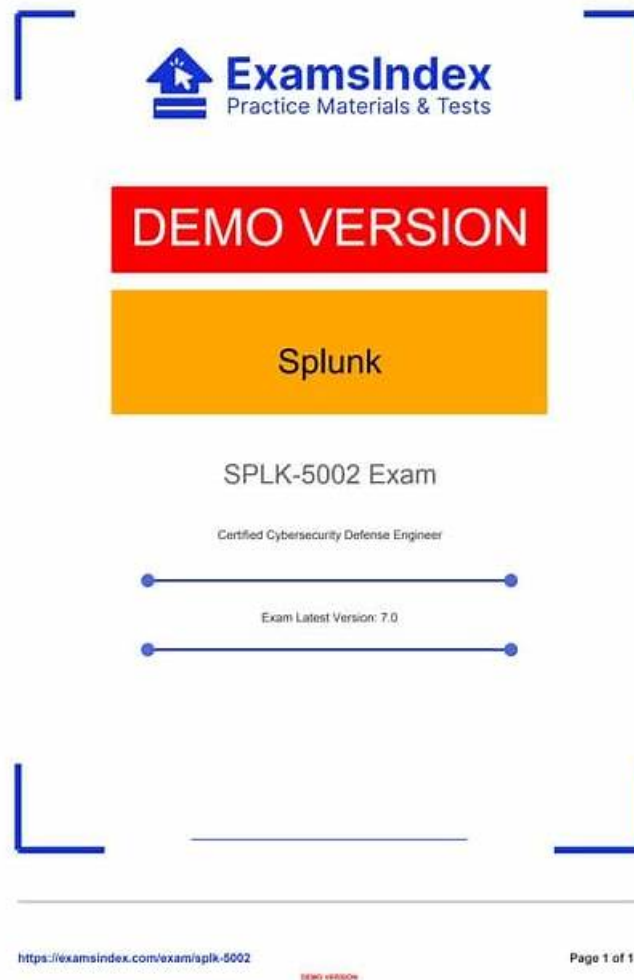 ExamsIndex
Practice Materials & Tests
DEMO VERSION
Splunk
SPLK-5002 Exam
Certified Cybersecurity Defense Engineer
Exam Latest Version: 7.0
https://examsindex.com/exam/splk-5002
Page 1 of 1
DEMO VERSION